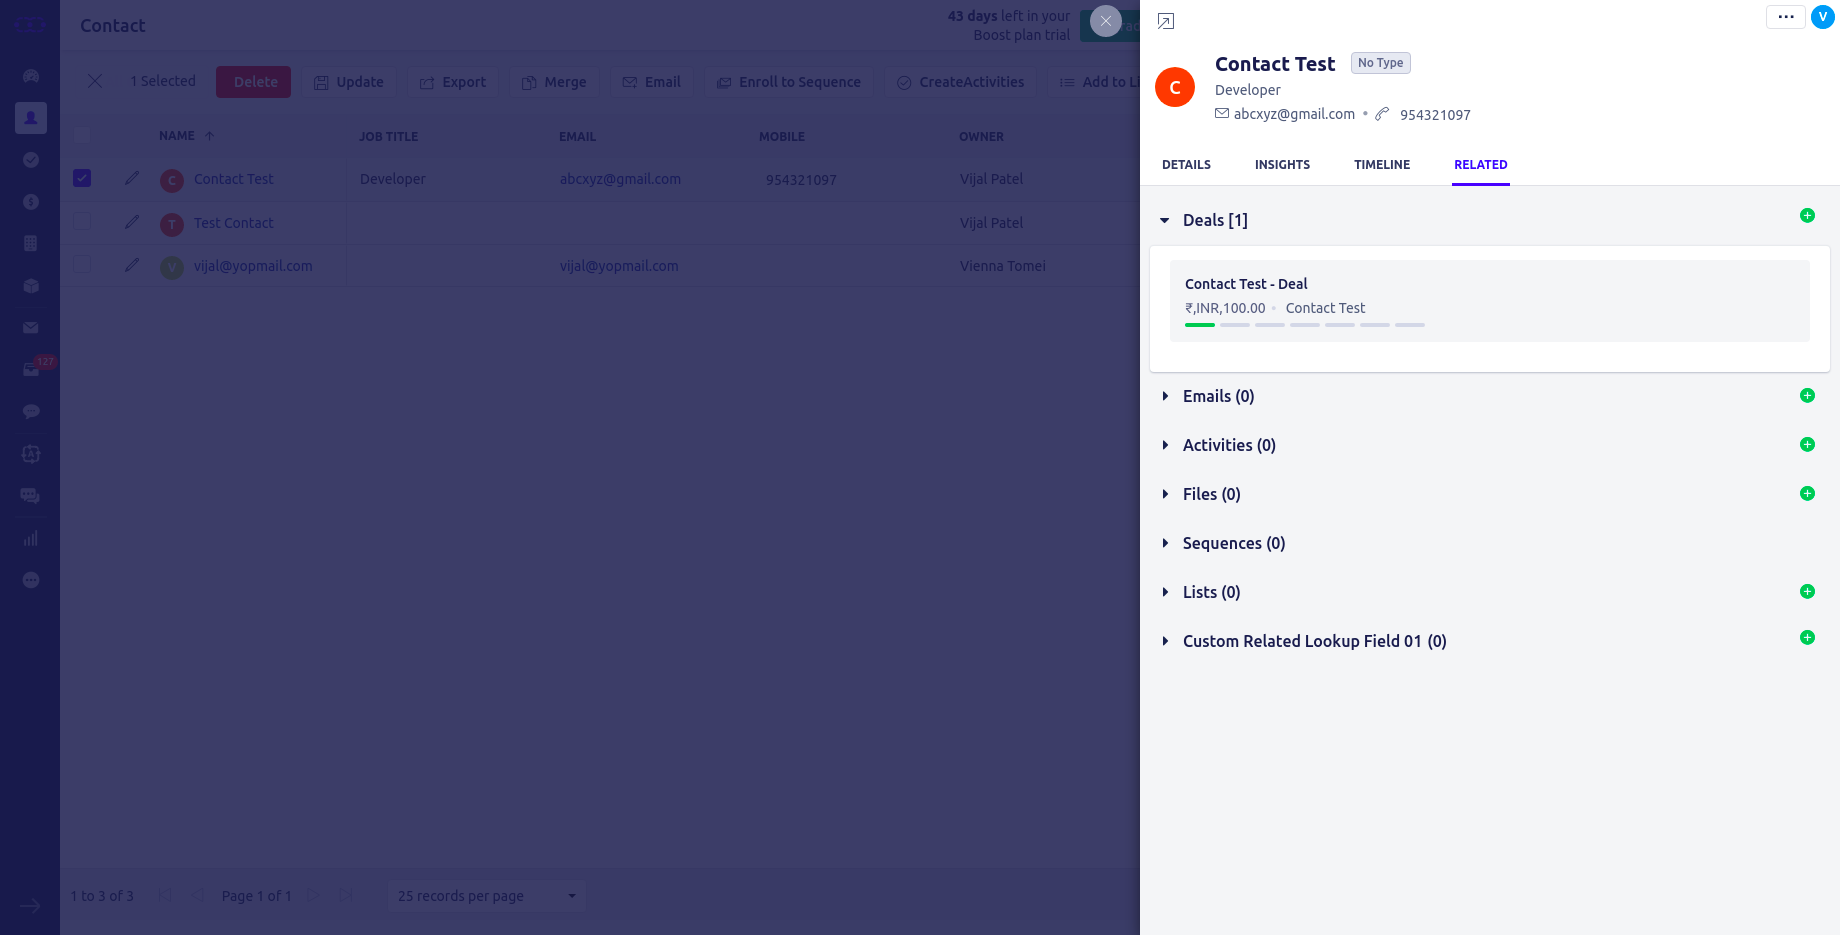 Contact
43 days left in your
Boost plan trial
1 Selected
Delete
Update
Export
Merge
Email
Enroll to Sequence
CreateActivities
Add to Li
NAME
JOB TITLE
EMAIL
MOBILE
OWNER
C Contact Test Developer abcxyz@gmail.com 954321097 Vijal Patel
T Test Contact Vijal Patel
V vijal@yopmail.com vijal@yopmail.com Vienna Tomei
127
1 to 3 of 3
Page 1 of 1
25 records per page
V
C
Contact Test No Type
Developer
abcxyz@gmail.com • 954321097
DETAILS INSIGHTS TIMELINE RELATED
Deals [1]
Contact Test - Deal
₹,INR,100.00 • Contact Test
Emails (0)
Activities (0)
Files (0)
Sequences (0)
Lists (0)
Custom Related Lookup Field 01 (0)